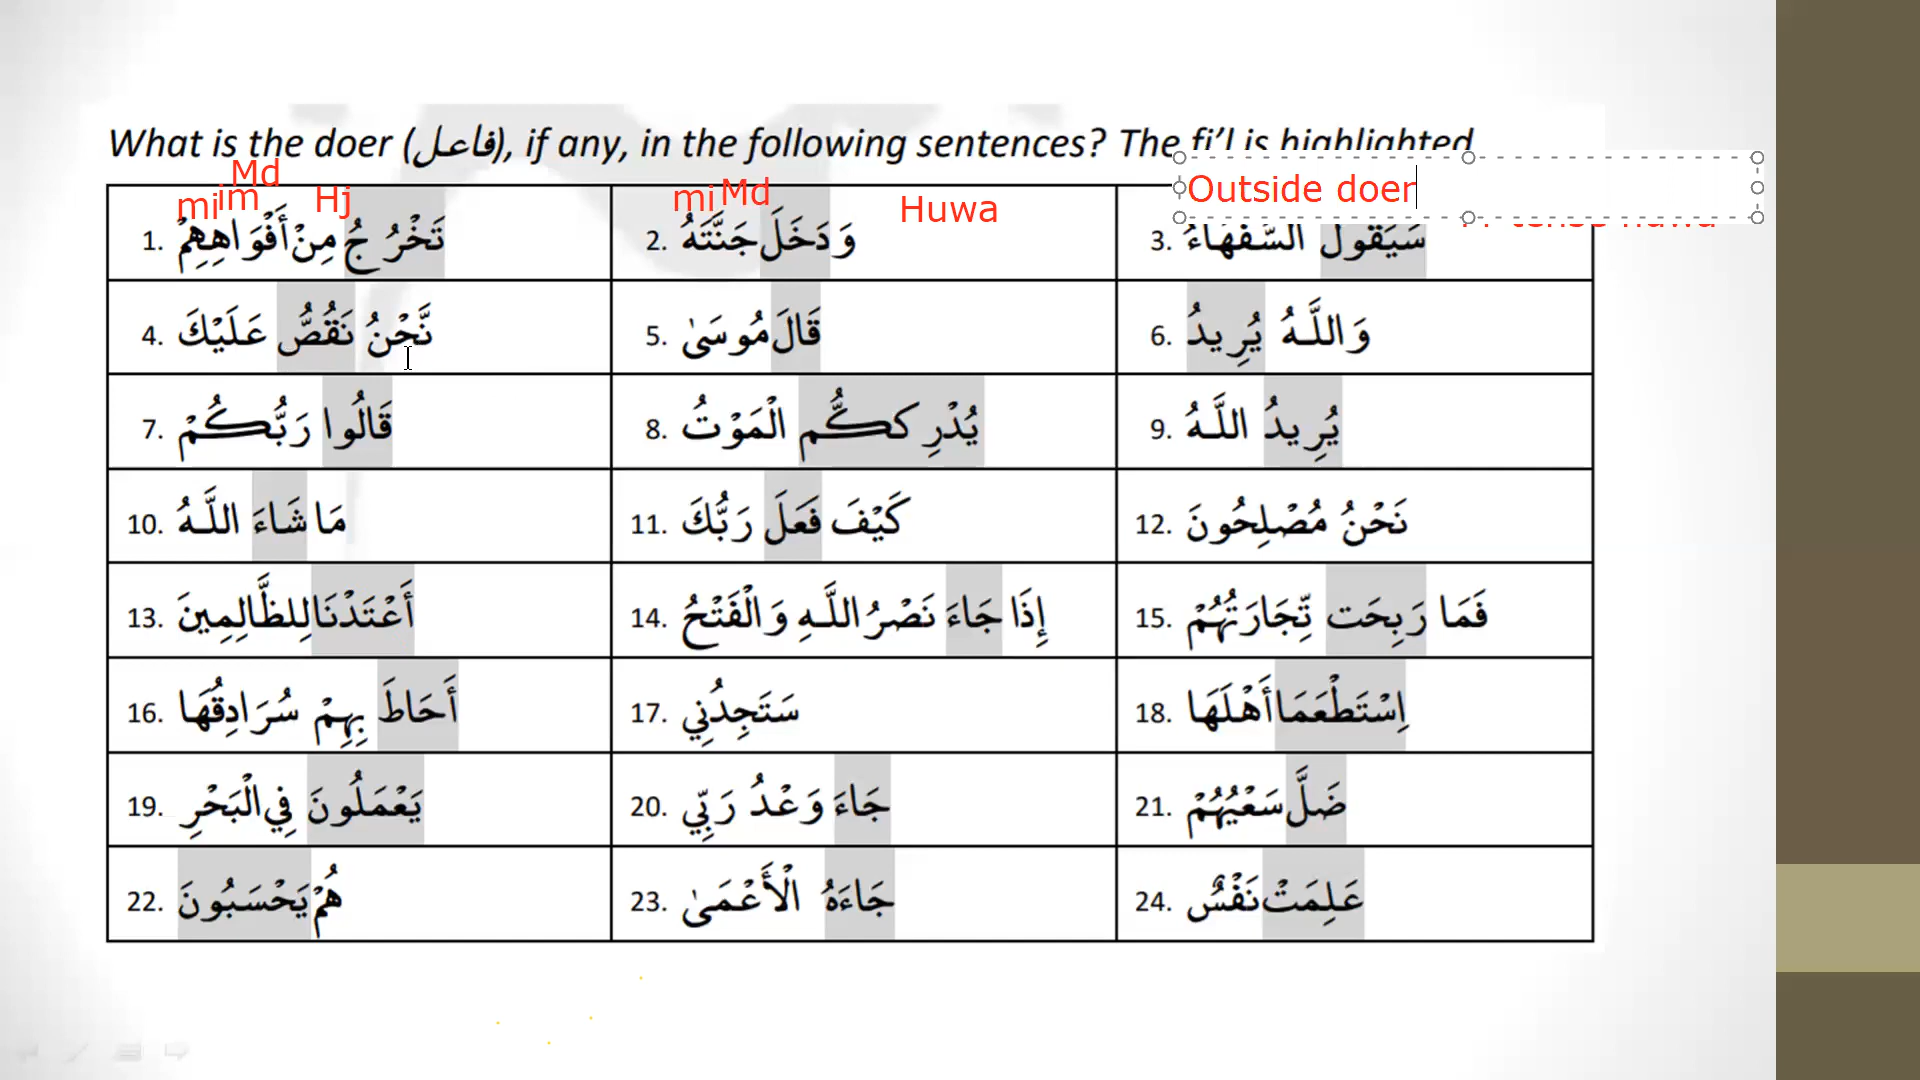 What is the doer (فاعل), if any, in the following sentences? The fi'l is highlighted
Md
mi im Hj
mi Md
Huwa
Outside doer
1. تَخْرُجُ مِنْ أَفْوَاهِهِمْ
2. وَدَخَلَ جَنَّتَهُ
3. سَيَقُولُ السُّفَهَاءُ
4. نَّحْنُ نَقُصُّ عَلَيْكَ
5. قَالَ مُوسَىٰ
6. وَاللَّـهُ يُرِيدُ
7. قَالُوا رَبُّكُمْ
8. يُدْرِككُّمُ الْمَوْتُ
9. يُرِيدُ اللَّـهُ
10. مَا شَاءَ اللَّـهُ
11. كَيْفَ فَعَلَ رَبُّكَ
12. نَحْنُ مُصْلِحُونَ
13. أَعْتَدْنَا لِلظَّالِمِينَ
14. إِذَا جَاءَ نَصْرُ اللَّـهِ وَالْفَتْحُ
15. فَمَا رَبِحَت تِّجَارَتُهُمْ
16. أَحَاطَ بِهِمْ سُرَادِقُهَا
17. سَتَجِدُنِي
18. اِسْتَطْعَمَا أَهْلَهَا
19. يَعْمَلُونَ فِي الْبَحْرِ
20. جَاءَ وَعْدُ رَبِّي
21. ضَلَّ سَعْيُهُمْ
22. هُمْ يَحْسَبُونَ
23. جَاءَهُ الْأَعْمَىٰ
24. عَلِمَتْ نَفْسٌ